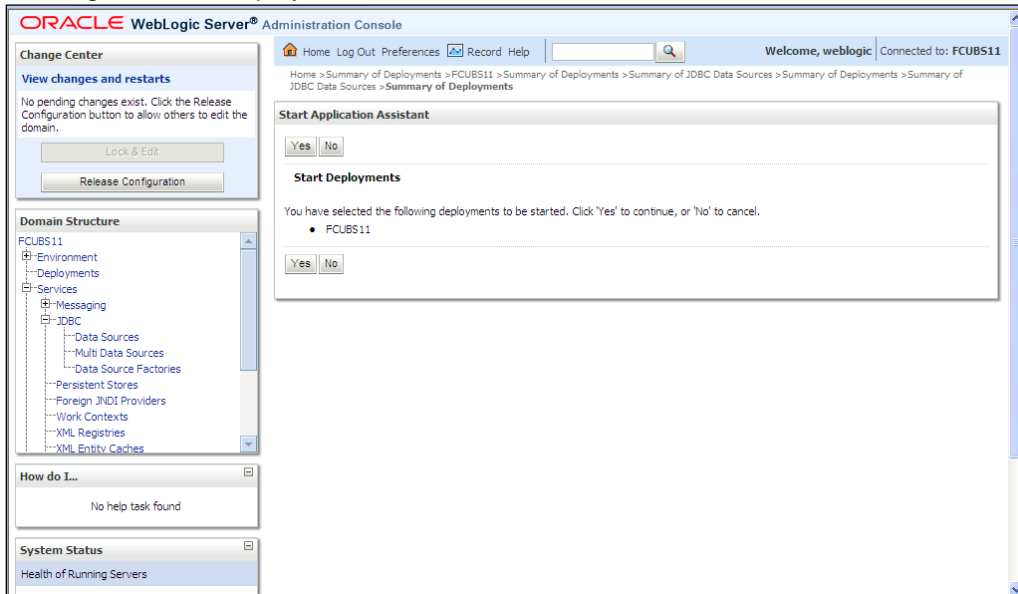 ORACLE WebLogic Server® Administration Console
Change Center
View changes and restarts
No pending changes exist. Click the Release
Configuration button to allow others to edit the
domain.
Lock & Edit
Release Configuration
Domain Structure
FCUBS11
Environment
Deployments
Services
Messaging
JDBC
Data Sources
Multi Data Sources
Data Source Factories
Persistent Stores
Foreign JNDI Providers
Work Contexts
XML Registries
XML Entity Caches
How do I...
No help task found
System Status
Health of Running Servers
Home Log Out Preferences Record Help
Welcome, weblogic Connected to: FCUBS11
Home >Summary of Deployments >FCUBS11 >Summary of Deployments >Summary of JDBC Data Sources >Summary of Deployments >Summary of
JDBC Data Sources >Summary of Deployments
Start Application Assistant
Yes No
Start Deployments
You have selected the following deployments to be started. Click 'Yes' to continue, or 'No' to cancel.
• FCUBS11
Yes No